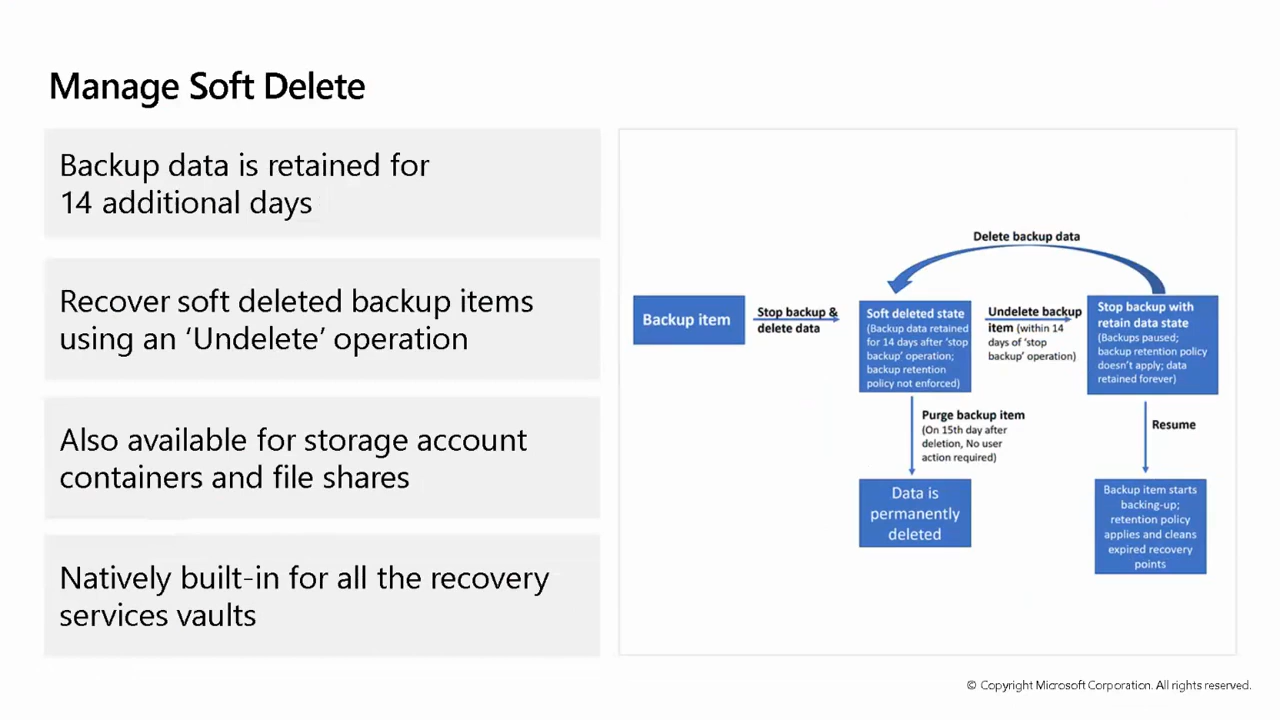 Manage Soft Delete
Backup data is retained for
14 additional days
Recover soft deleted backup items
using an ‘Undelete’ operation
Also available for storage account
containers and file shares
Natively built-in for all the recovery
services vaults
Delete backup data
Backup item
Stop backup &
delete data
Soft deleted state
(Backup data retained
for 14 days after ‘stop
backup’ operation;
backup retention
policy not enforced)
Undelete backup
item (within 14
days of ‘stop
backup’ operation)
Stop backup with
retain data state
(Backups paused;
backup retention policy
doesn’t apply; data
retained forever)
Purge backup item
(On 15th day after
deletion, No user
action required)
Resume
Data is
permanently
deleted
Backup item starts
backing-up;
retention policy
applies and cleans
expired recovery
points
© Copyright Microsoft Corporation. All rights reserved.